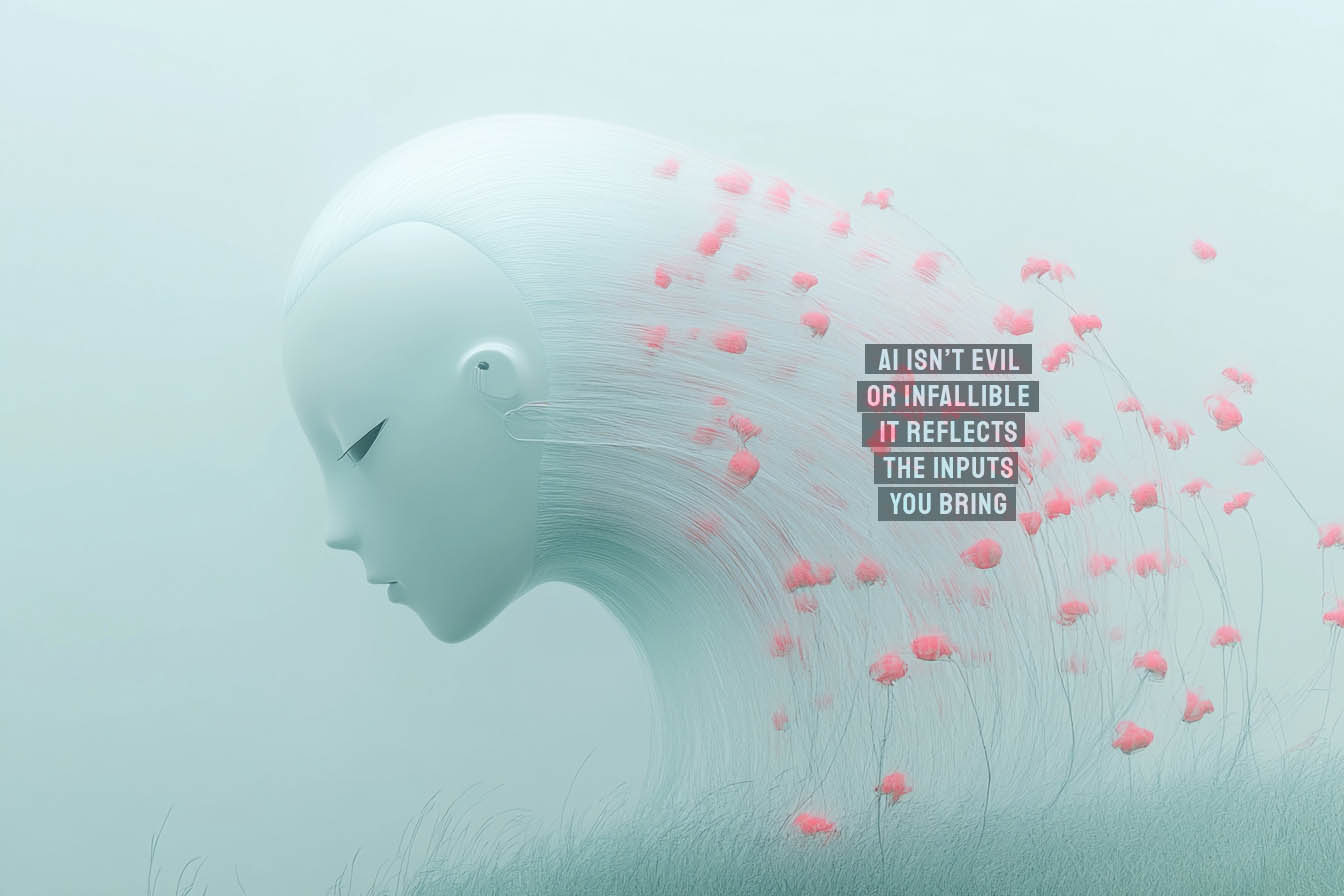 AI ISN'T EVIL
OR INFALLIBLE
IT REFLECTS
THE INPUTS
YOU BRING